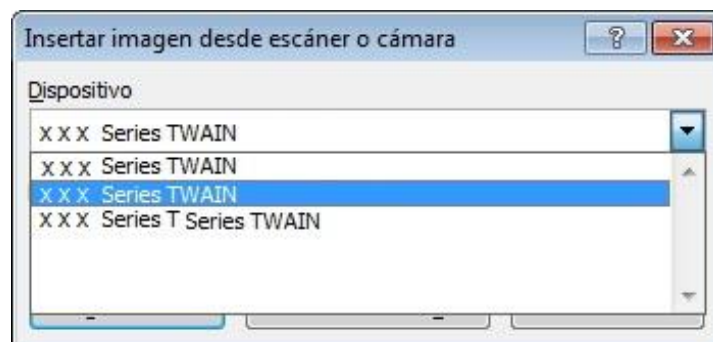 Insertar imagen desde escáner o cámara
Dispositivo
X X X Series TWAIN
X X X Series TWAIN
X X X Series TWAIN
X X X Series T Series TWAIN